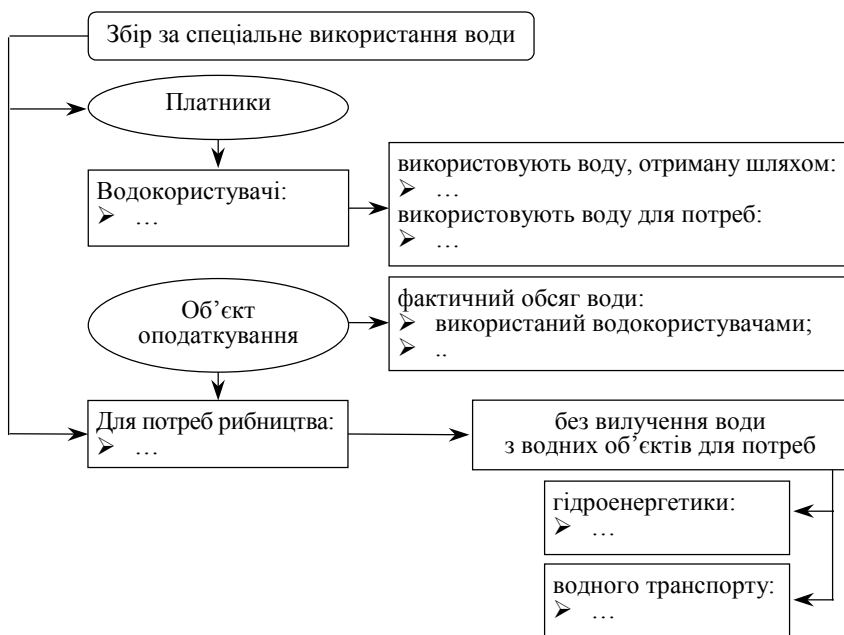 Збір за спеціальне використання води
Платники
Водокористувачі:
➢ …
використовують воду, отриману шляхом:
➢ …
використовують воду для потреб:
➢ …
Об’єкт
оподаткування
фактичний обсяг води:
➢ використаний водокористувачами;
➢ ..
Для потреб рибництва:
➢ …
без вилучення води
з водних об’єктів для потреб
гідроенергетики:
➢ …
водного транспорту:
➢ …